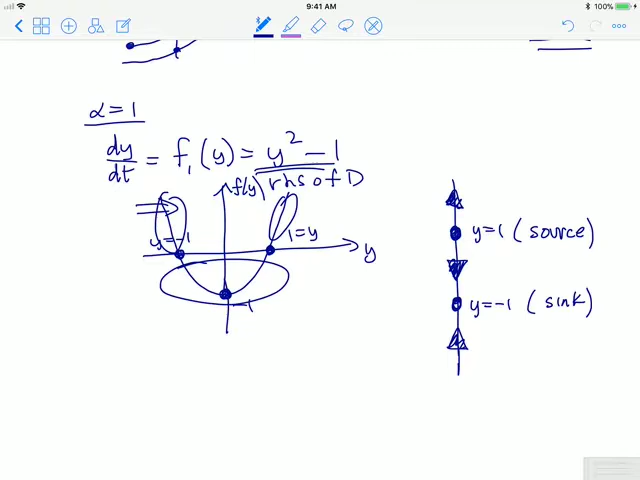 9:41 AM
100%
α = 1
dy/dt = f₁(y) = y² − 1
f(y) rhs of D
y=-1
1=y
y
-1
y=1 (source)
y=-1 (sink)